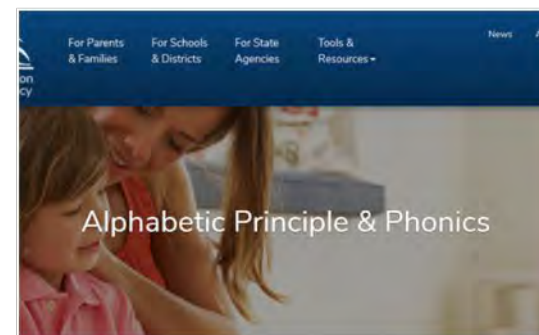 For Parents
& Families
For Schools
& Districts
For State
Agencies
Tools &
Resources
News
Alphabetic Principle & Phonics